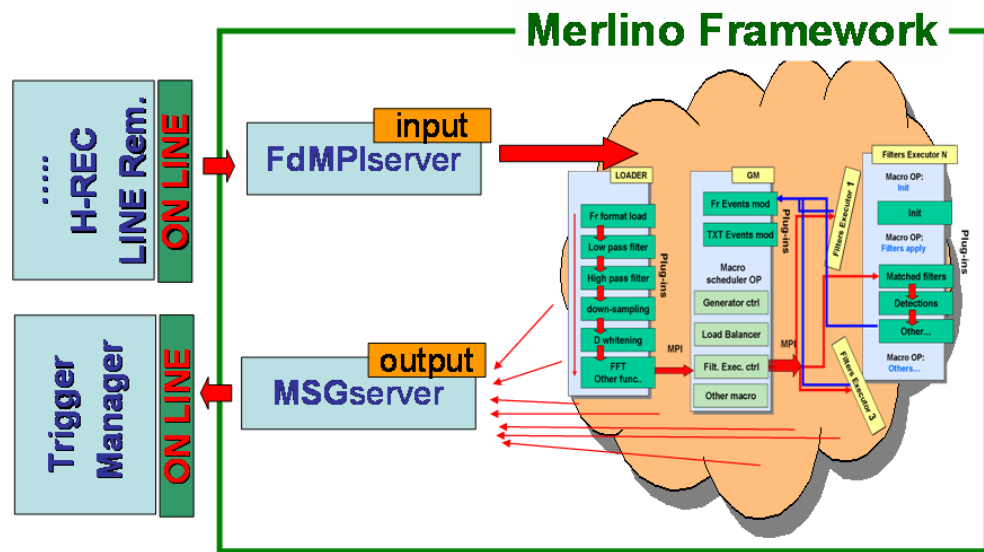 Merlino Framework
.....
H-REC
LINE Rem.
ON LINE
input
FdMPIserver
Trigger
Manager
ON LINE
output
MSGserver
LOADER
Fr format load
Low pass filter
High pass filter
down-sampling
D whitening
FFT
Other func..
Plug-ins
MPI
GM
Fr Events mod
TXT Events mod
Macro
scheduler OP
Generator ctrl
Load Balancer
Filt. Exec. ctrl
Other macro
Plug-ins
MPI
Filters Executor 1
Filters Executor 3
Filters Executor N
Macro OP:
Init
Init
Macro OP:
Filters apply
Matched filters
Detections
Other...
Macro OP:
Others...
Plug-ins